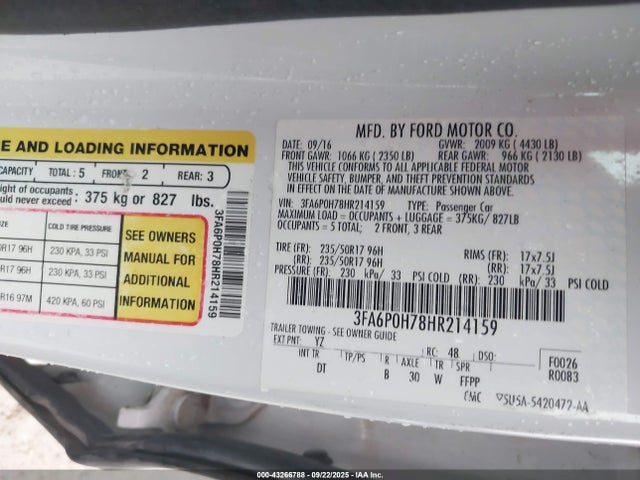 E AND LOADING INFORMATION
CAPACITY TOTAL : 5 FRONT : 2 REAR: 3
ight of occupants
ould never exceed : 375 kg or 827 lbs.
COLD TIRE PRESSURE
0R17 96H 230 KPA, 33 PSI
R17 96H 230 KPA, 33 PSI
R16 97M 420 KPA, 60 PSI
SEE OWNERS
MANUAL FOR
ADDITIONAL
INFORMATION
3FA6P0H78HR214159
MFD. BY FORD MOTOR CO.
DATE: 09/16 GVWR: 2009 KG ( 4430 LB)
FRONT GAWR: 1066 KG ( 2350 LB) REAR GAWR: 966 KG ( 2130 LB)
THIS VEHICLE CONFORMS TO ALL APPLICABLE FEDERAL MOTOR
VEHICLE SAFETY, BUMPER, AND THEFT PREVENTION STANDARDS
IN EFFECT ON THE DATE OF MANUFACTURE SHOWN ABOVE.
VIN: 3FA6P0H78HR214159 TYPE: Passenger Car
MAXIMUM LOAD = OCCUPANTS + LUGGAGE = 375KG/ 827LB
OCCUPANTS = 5 TOTAL: 2 FRONT, 3 REAR
TIRE (FR): 235/50R17 96H RIMS (FR): 17x7.5J
(RR): 235/50R17 96H (RR): 17x7.5J
PRESSURE (FR): 230 kPa/ 33 PSI COLD (RR): 230 kPa/ 33 PSI COLD
3FA6P0H78HR214159
TRAILER TOWING - SEE OWNER GUIDE
EXT PNT: YZ RC: 48 DSO: F0026
INT TR TP/PS R AXLE TR SPR R0083
DT B 30 W FFPP
SU5A-5420472-AA
00-43266788 - 09/22/2025 - IAA Inc.